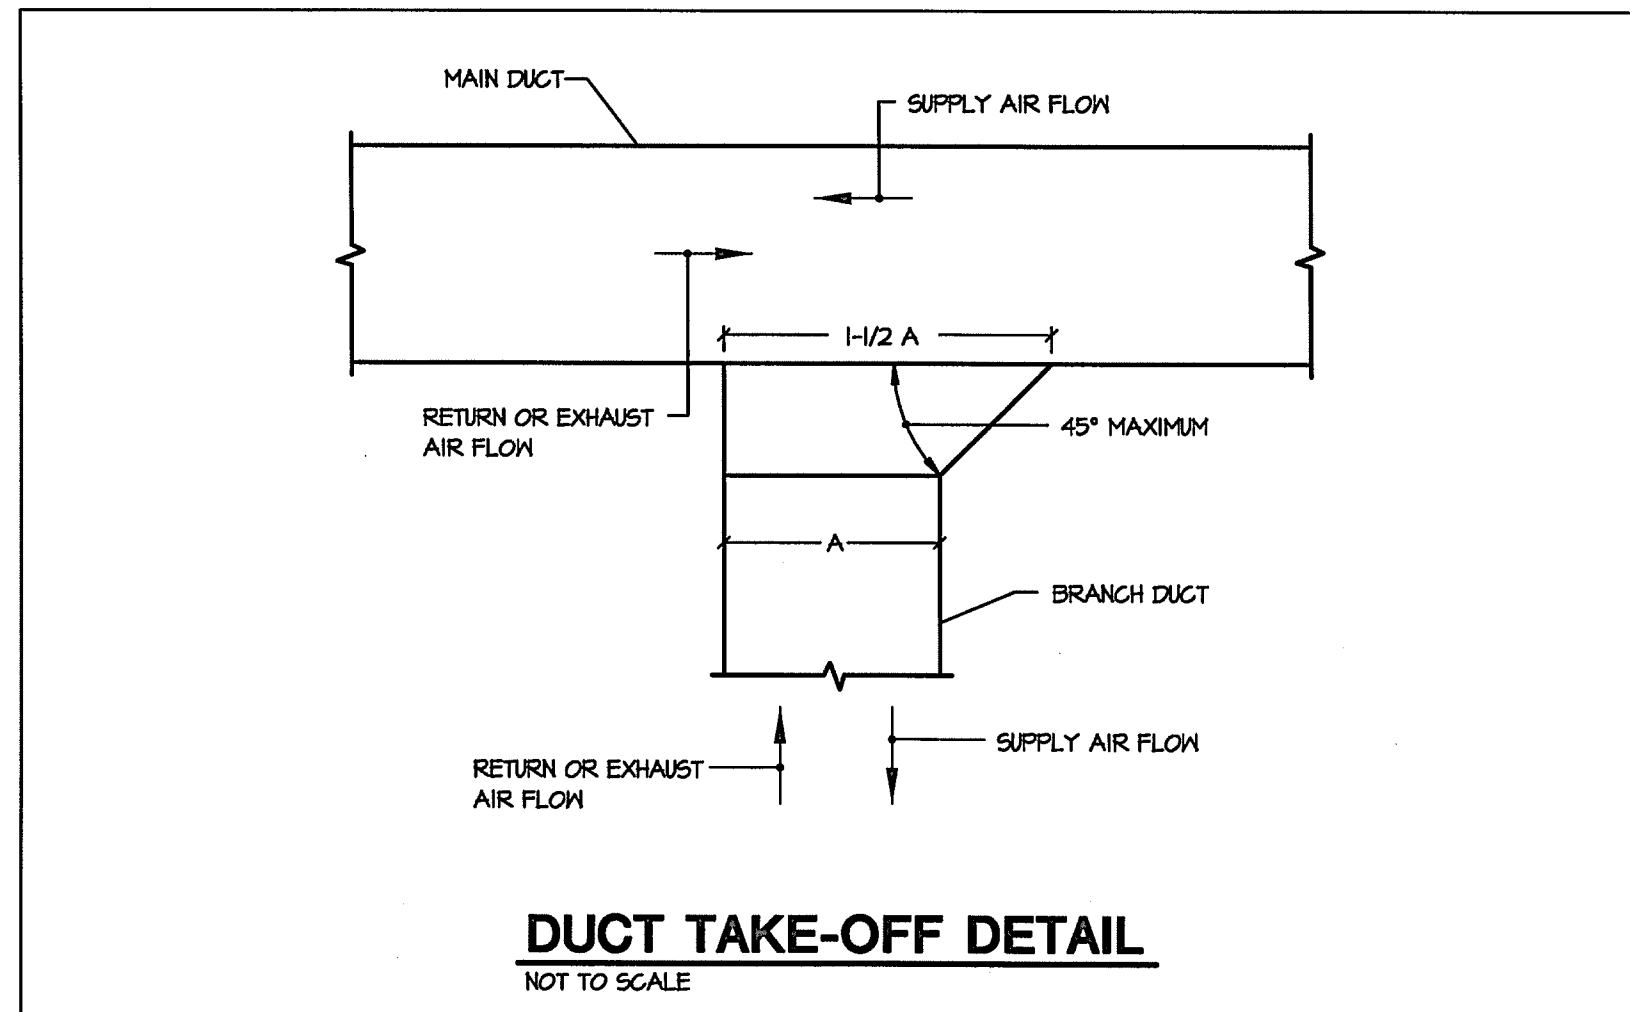 MAIN DUCT
SUPPLY AIR FLOW
1-1/2 A
RETURN OR EXHAUST
AIR FLOW
45° MAXIMUM
A
BRANCH DUCT
SUPPLY AIR FLOW
RETURN OR EXHAUST
AIR FLOW
DUCT TAKE-OFF DETAIL
NOT TO SCALE